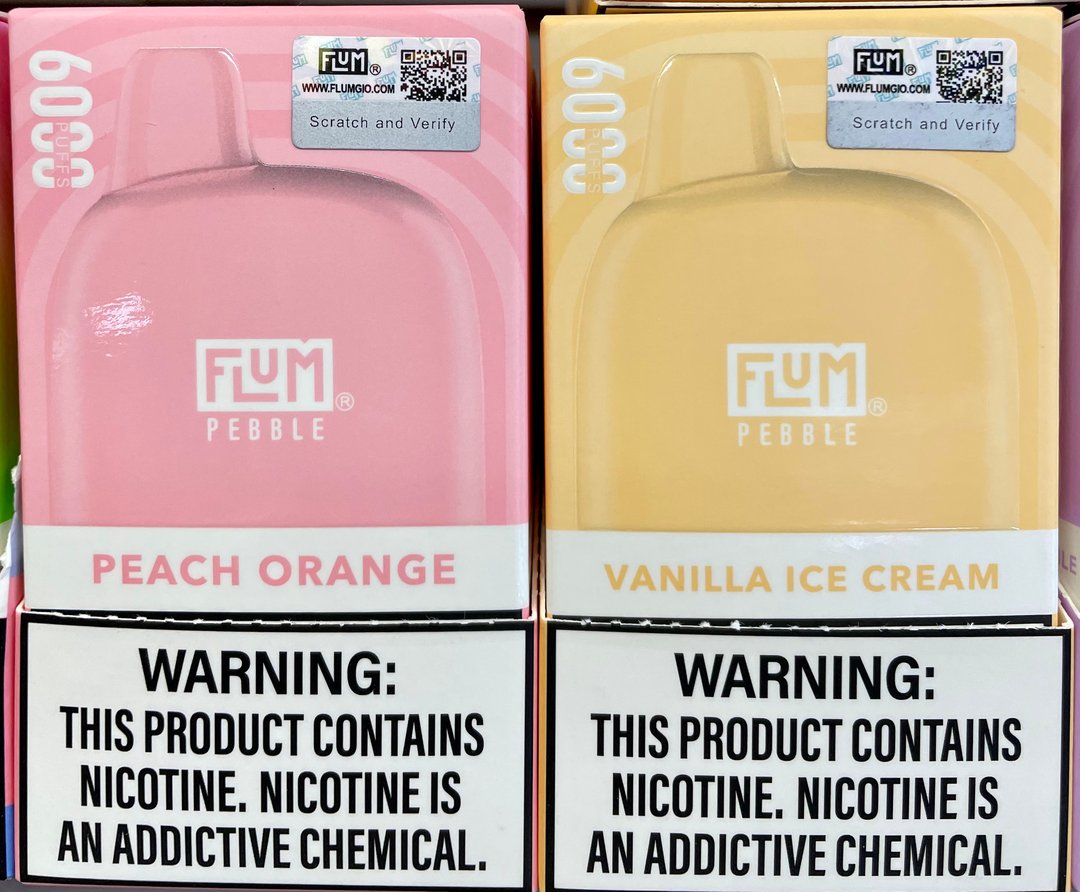 6000
PUFFS
FLUM®
WWW.FLUMGIO.COM
Scratch and Verify
FLUM®
PEBBLE
PEACH ORANGE
WARNING:
THIS PRODUCT CONTAINS
NICOTINE. NICOTINE IS
AN ADDICTIVE CHEMICAL.
6000
PUFFS
FLUM®
WWW.FLUMGIO.COM
Scratch and Verify
FLUM®
PEBBLE
VANILLA ICE CREAM
WARNING:
THIS PRODUCT CONTAINS
NICOTINE. NICOTINE IS
AN ADDICTIVE CHEMICAL.